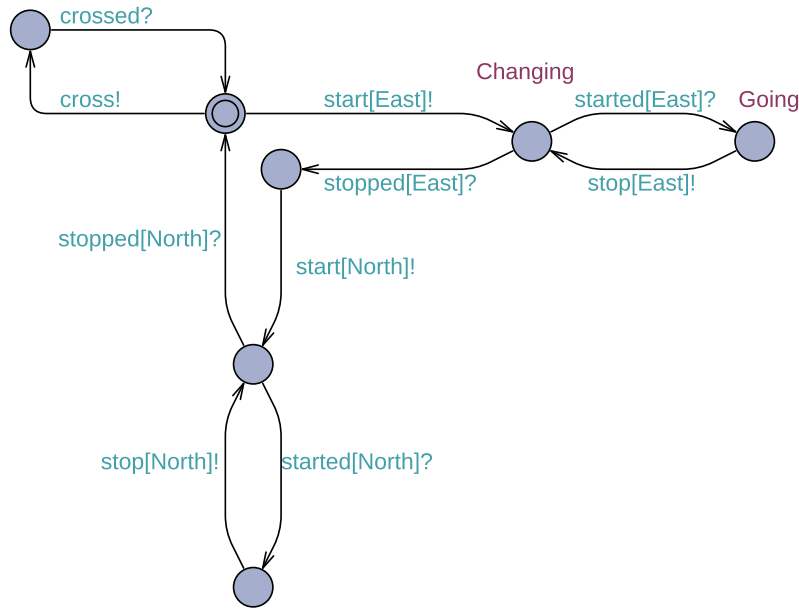 crossed?
Changing
cross!
start[East]!
started[East]?
Going
stopped[East]?
stop[East]!
stopped[North]?
start[North]!
stop[North]!
started[North]?